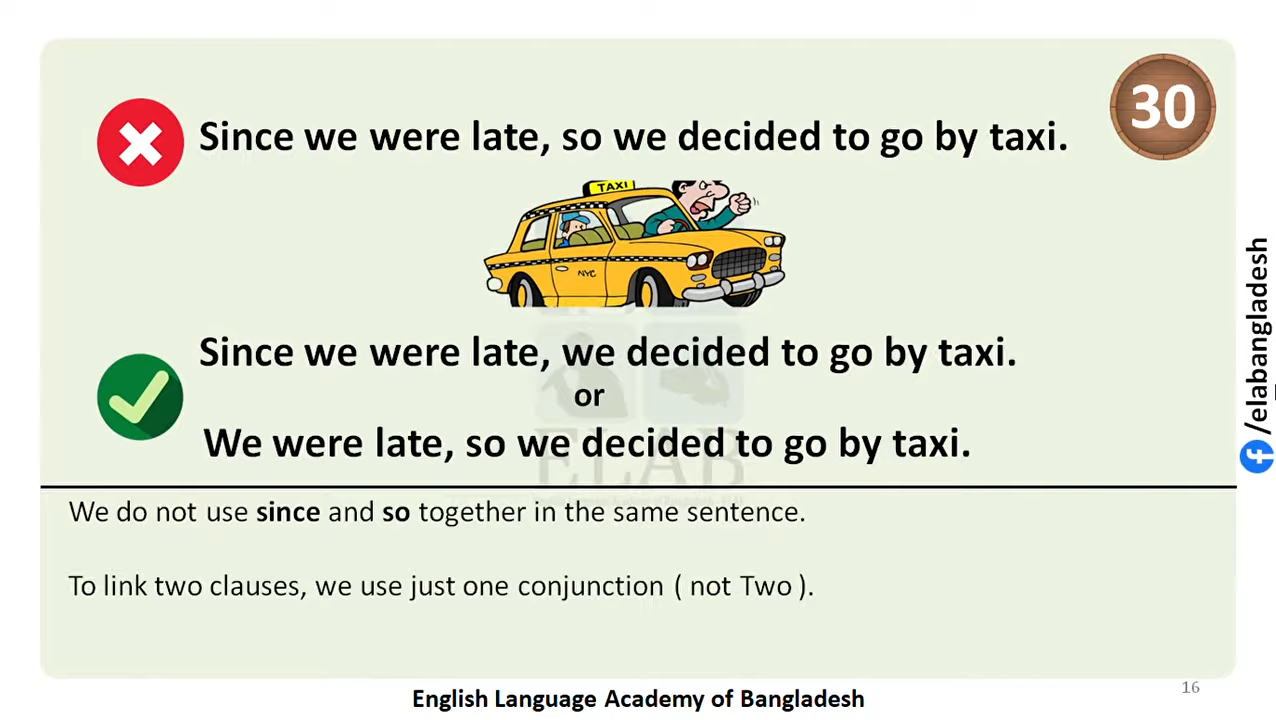 30
Since we were late, so we decided to go by taxi.
TAXI
NYC
Since we were late, we decided to go by taxi.
or
We were late, so we decided to go by taxi.
ELAB
We do not use since and so together in the same sentence.
To link two clauses, we use just one conjunction ( not Two ).
/elabangladesh
English Language Academy of Bangladesh
16